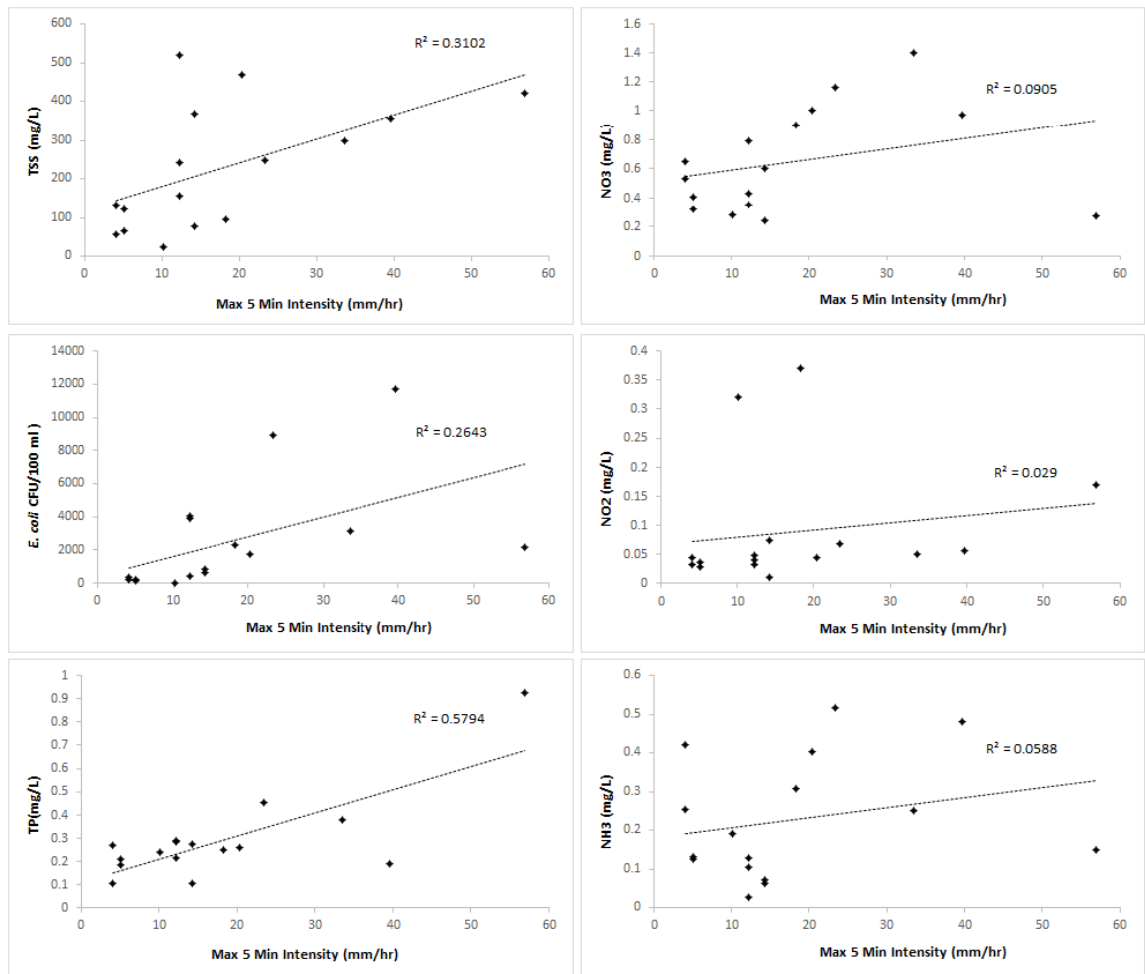 600
500
400
300
200
100
0
TSS (mg/L)
R² = 0.3102
0 10 20 30 40 50 60
Max 5 Min Intensity (mm/hr)
1.6
1.4
1.2
1
0.8
0.6
0.4
0.2
0
NO3 (mg/L)
R² = 0.0905
0 10 20 30 40 50 60
Max 5 Min Intensity (mm/hr)
14000
12000
10000
8000
6000
4000
2000
0
E. coli CFU/100 ml )
R² = 0.2643
0 10 20 30 40 50 60
Max 5 Min Intensity (mm/hr)
0.4
0.35
0.3
0.25
0.2
0.15
0.1
0.05
0
NO2 (mg/L)
R² = 0.029
0 10 20 30 40 50 60
Max 5 Min Intensity (mm/hr)
1
0.9
0.8
0.7
0.6
0.5
0.4
0.3
0.2
0.1
0
TP(mg/L)
R² = 0.5794
0 10 20 30 40 50 60
Max 5 Min Intensity (mm/hr)
0.6
0.5
0.4
0.3
0.2
0.1
0
NH3 (mg/L)
R² = 0.0588
0 10 20 30 40 50 60
Max 5 Min Intensity (mm/hr)